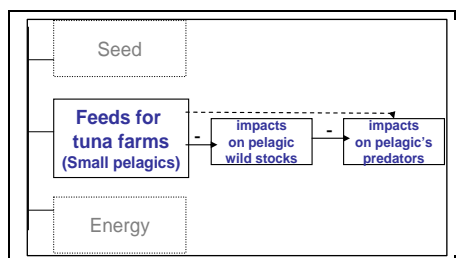 Seed
Feeds for
tuna farms
(Small pelagics)
-
impacts
on pelagic
wild stocks
-
impacts
on pelagic's
predators
Energy